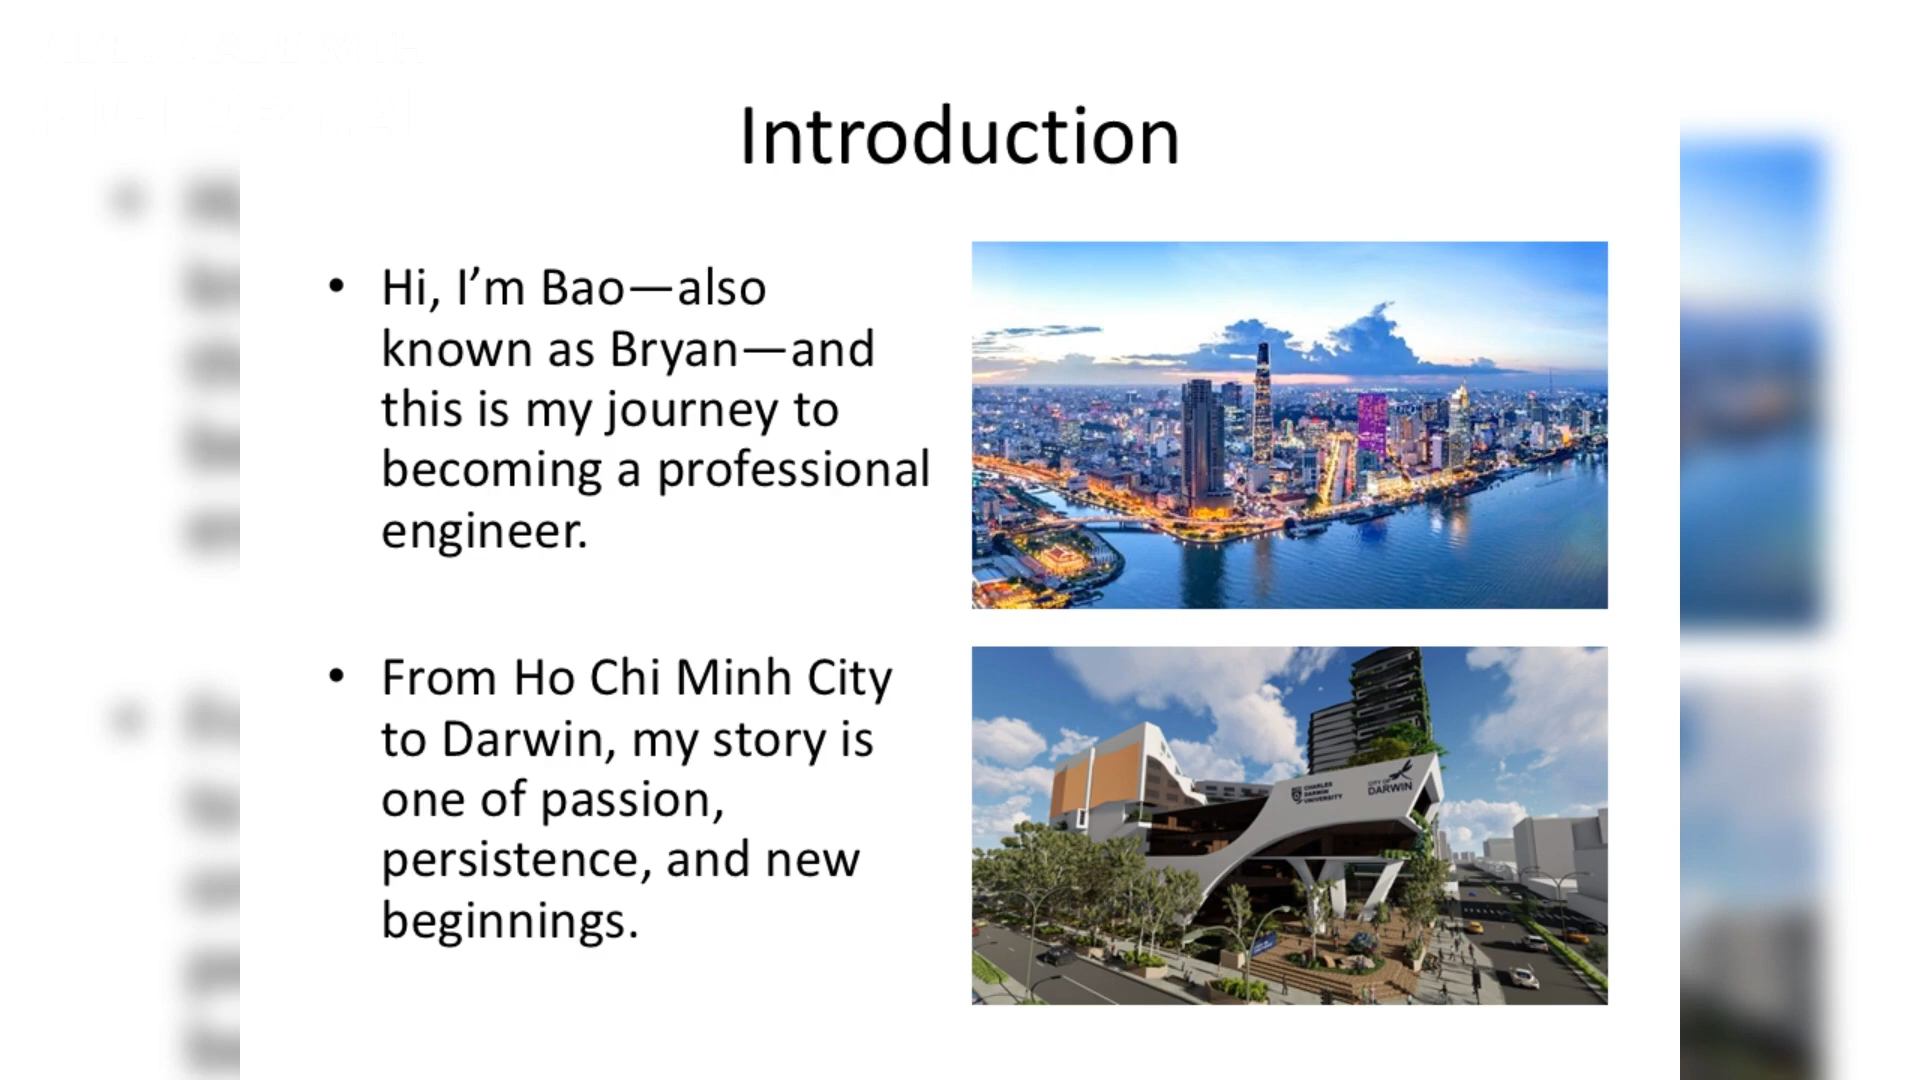 Introduction
• Hi, I’m Bao—also
known as Bryan—and
this is my journey to
becoming a professional
engineer.
• From Ho Chi Minh City
to Darwin, my story is
one of passion,
persistence, and new
beginnings.
CHARLES
DARWIN
UNIVERSITY
CITY OF
DARWIN